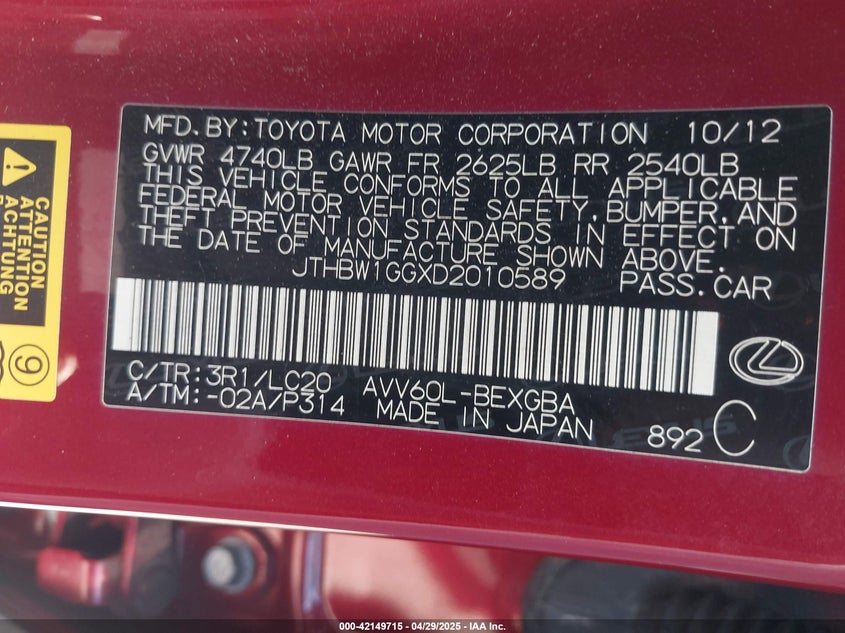 MFD.BY:TOYOTA MOTOR CORPORATION 10/12
GVWR 4740LB GAWR FR 2625LB RR 2540LB
THIS VEHICLE CONFORMS TO ALL APPLICABLE
FEDERAL MOTOR VEHICLE SAFETY,BUMPER,AND
THEFT PREVENTION STANDARDS IN EFFECT ON
THE DATE OF MANUFACTURE SHOWN ABOVE.
JTHBW1GGXD2010589 PASS.CAR
C/TR:3R1/LC20 AVV60L-BEXGBA
A/TM:-02A/P314 MADE IN JAPAN
892 C
CAUTION
ATTENTION
ACHTUNG
9
000-42149715 - 04/29/2025 - IAA Inc.